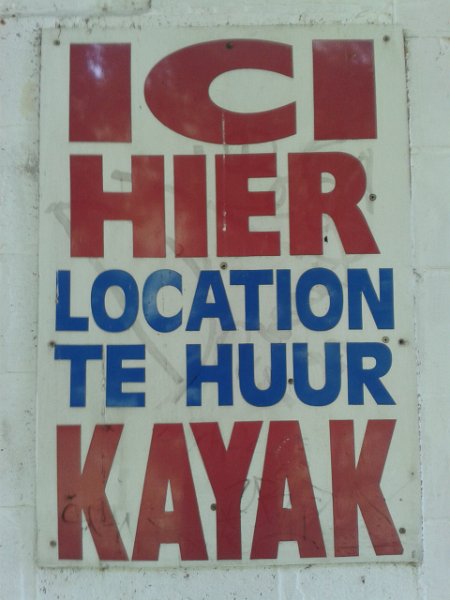 ICI
HIER
LOCATION
TE HUUR
KAYAK